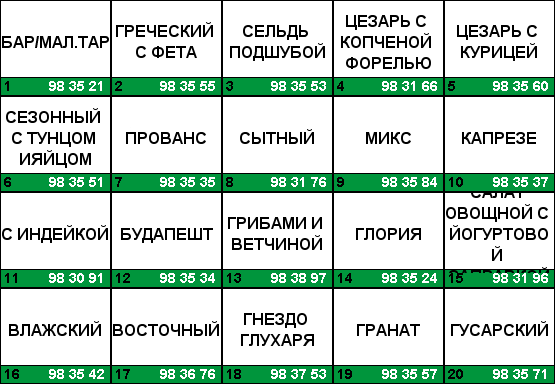 БАР/МАЛ.ТАР
1 98 35 21
ГРЕЧЕСКИЙ
С ФЕТА
2 98 35 55
СЕЛЬДЬ
ПОДШУБОЙ
3 98 35 53
ЦЕЗАРЬ С
КОПЧЕНОЙ
ФОРЕЛЬЮ
4 98 31 66
ЦЕЗАРЬ С
КУРИЦЕЙ
5 98 35 60
СЕЗОННЫЙ
С ТУНЦОМ
ИЯЙЦОМ
6 98 35 51
ПРОВАНС
7 98 35 35
СЫТНЫЙ
8 98 31 76
МИКС
9 98 35 84
КАПРЕЗЕ
10 98 35 37
С ИНДЕЙКОЙ
11 98 30 91
БУДАПЕШТ
12 98 35 34
ГРИБАМИ И
ВЕТЧИНОЙ
13 98 38 97
ГЛОРИЯ
14 98 35 24
САЛАТ
ОВОЩНОЙ С
ЙОГУРТОВО
Й
15 98 31 96
ВЛАЖСКИЙ
16 98 35 42
ВОСТОЧНЫЙ
17 98 36 76
ГНЕЗДО
ГЛУХАРЯ
18 98 37 53
ГРАНАТ
19 98 35 57
ГУСАРСКИЙ
20 98 35 71